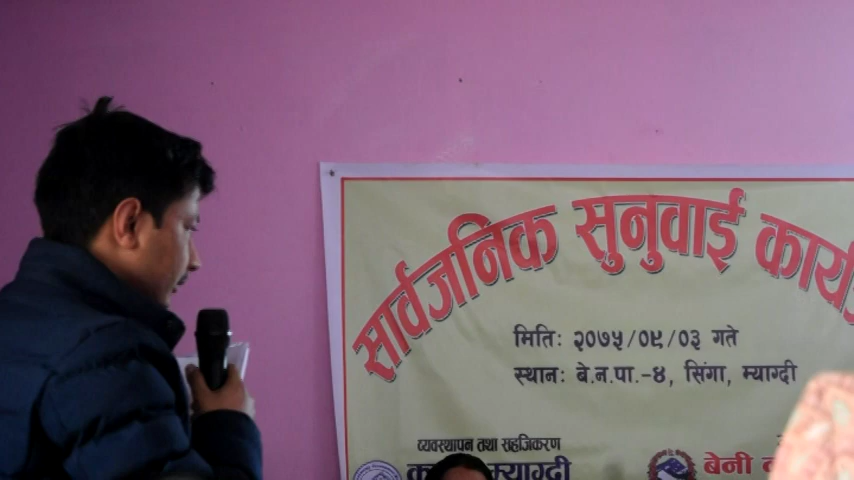 सार्वजनिक सुनुवाई
मिति: २०७५/०९/०३ गते
स्थान: बे.न.पा.-४, सिंगा, म्याग्दी
व्यवस्थापन तथा सहजिकरण
म्याग्दी
बेनी